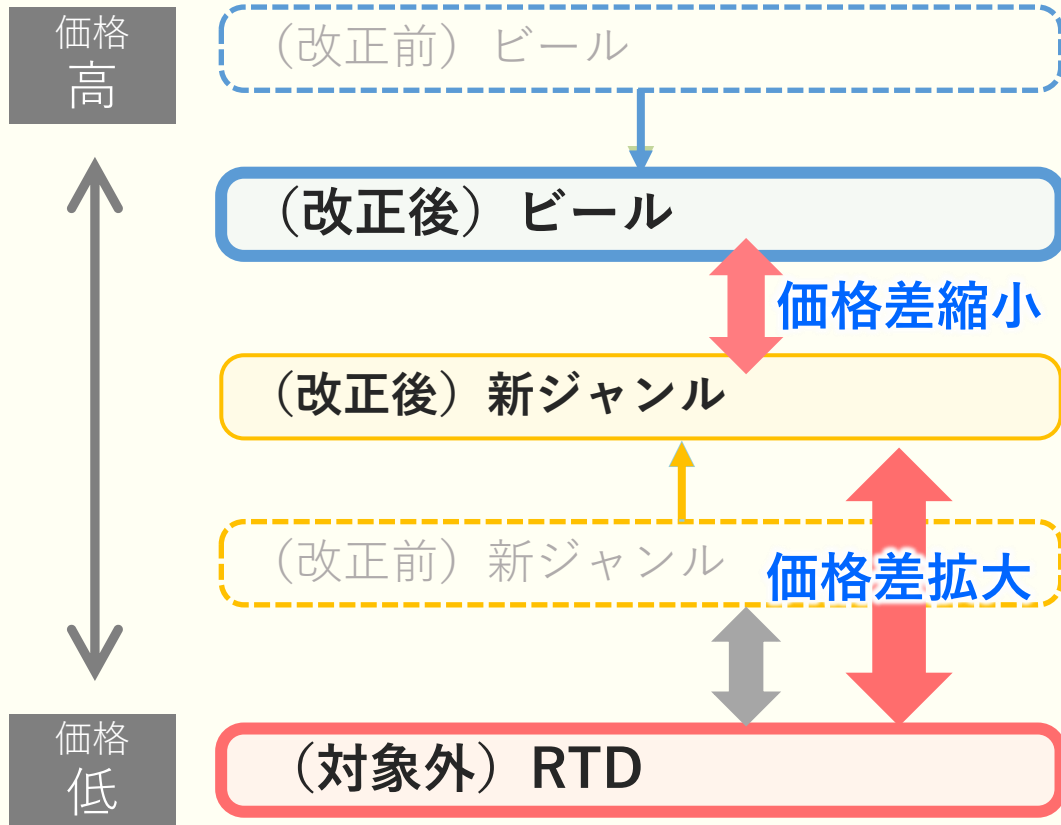 価格
高
（改正前）ビール
（改正後）ビール
価格差縮小
（改正後）新ジャンル
（改正前）新ジャンル
価格差拡大
価格
低
（対象外）RTD